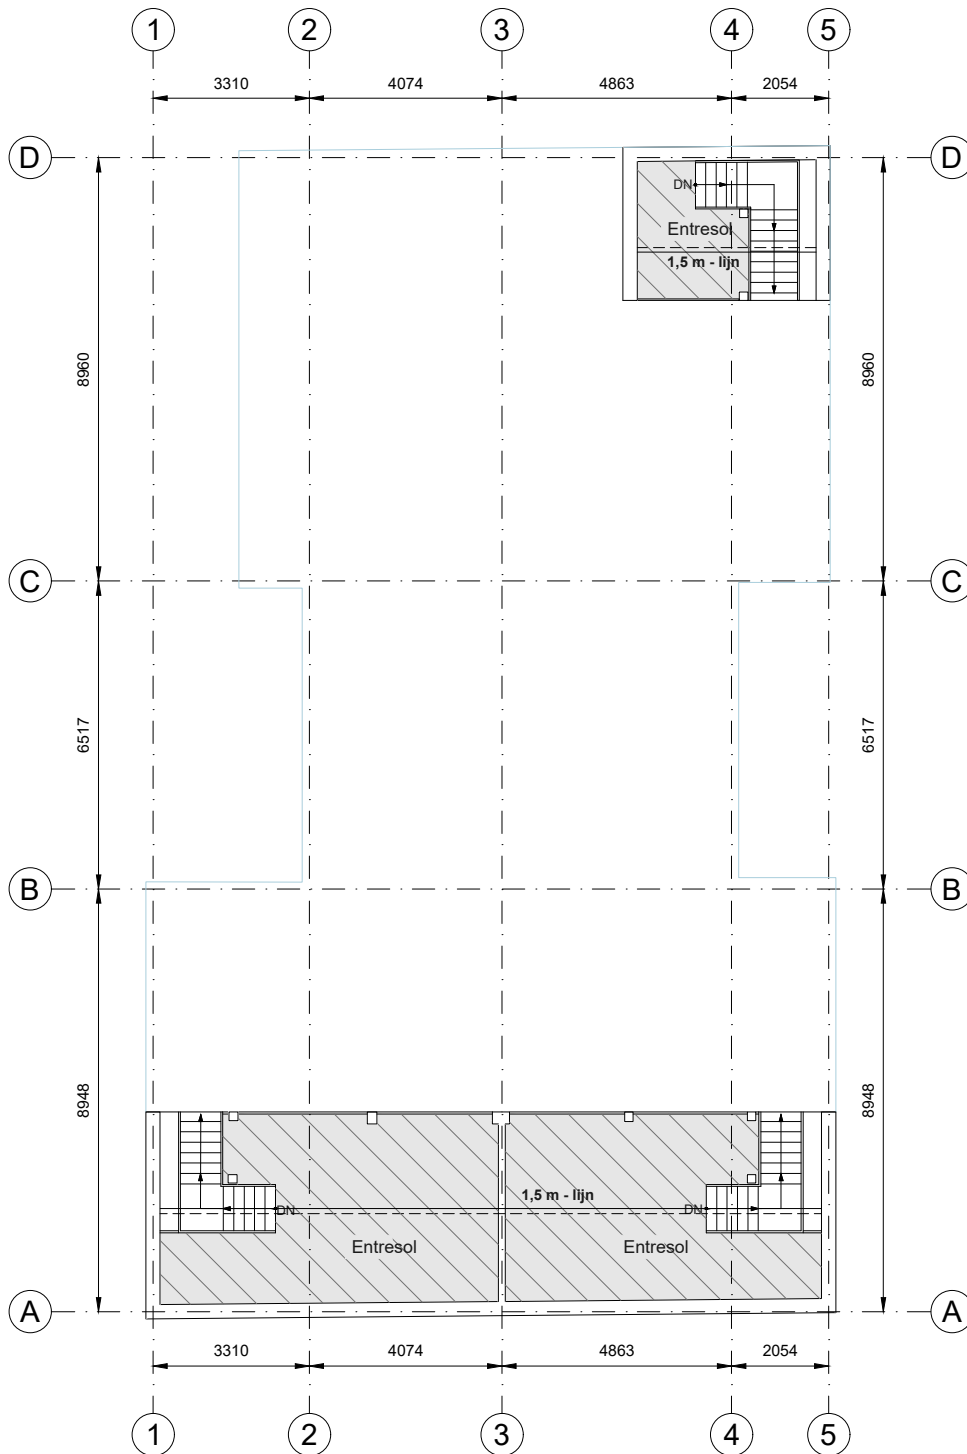 1 2 3 4 5
3310 4074 4863 2054
D D
DN
Entresol
1,5 m - lijn
8960 8960
C C
6517 6517
B B
8948 8948
1,5 m - lijn
DN DN
Entresol Entresol
A A
3310 4074 4863 2054
1 2 3 4 5